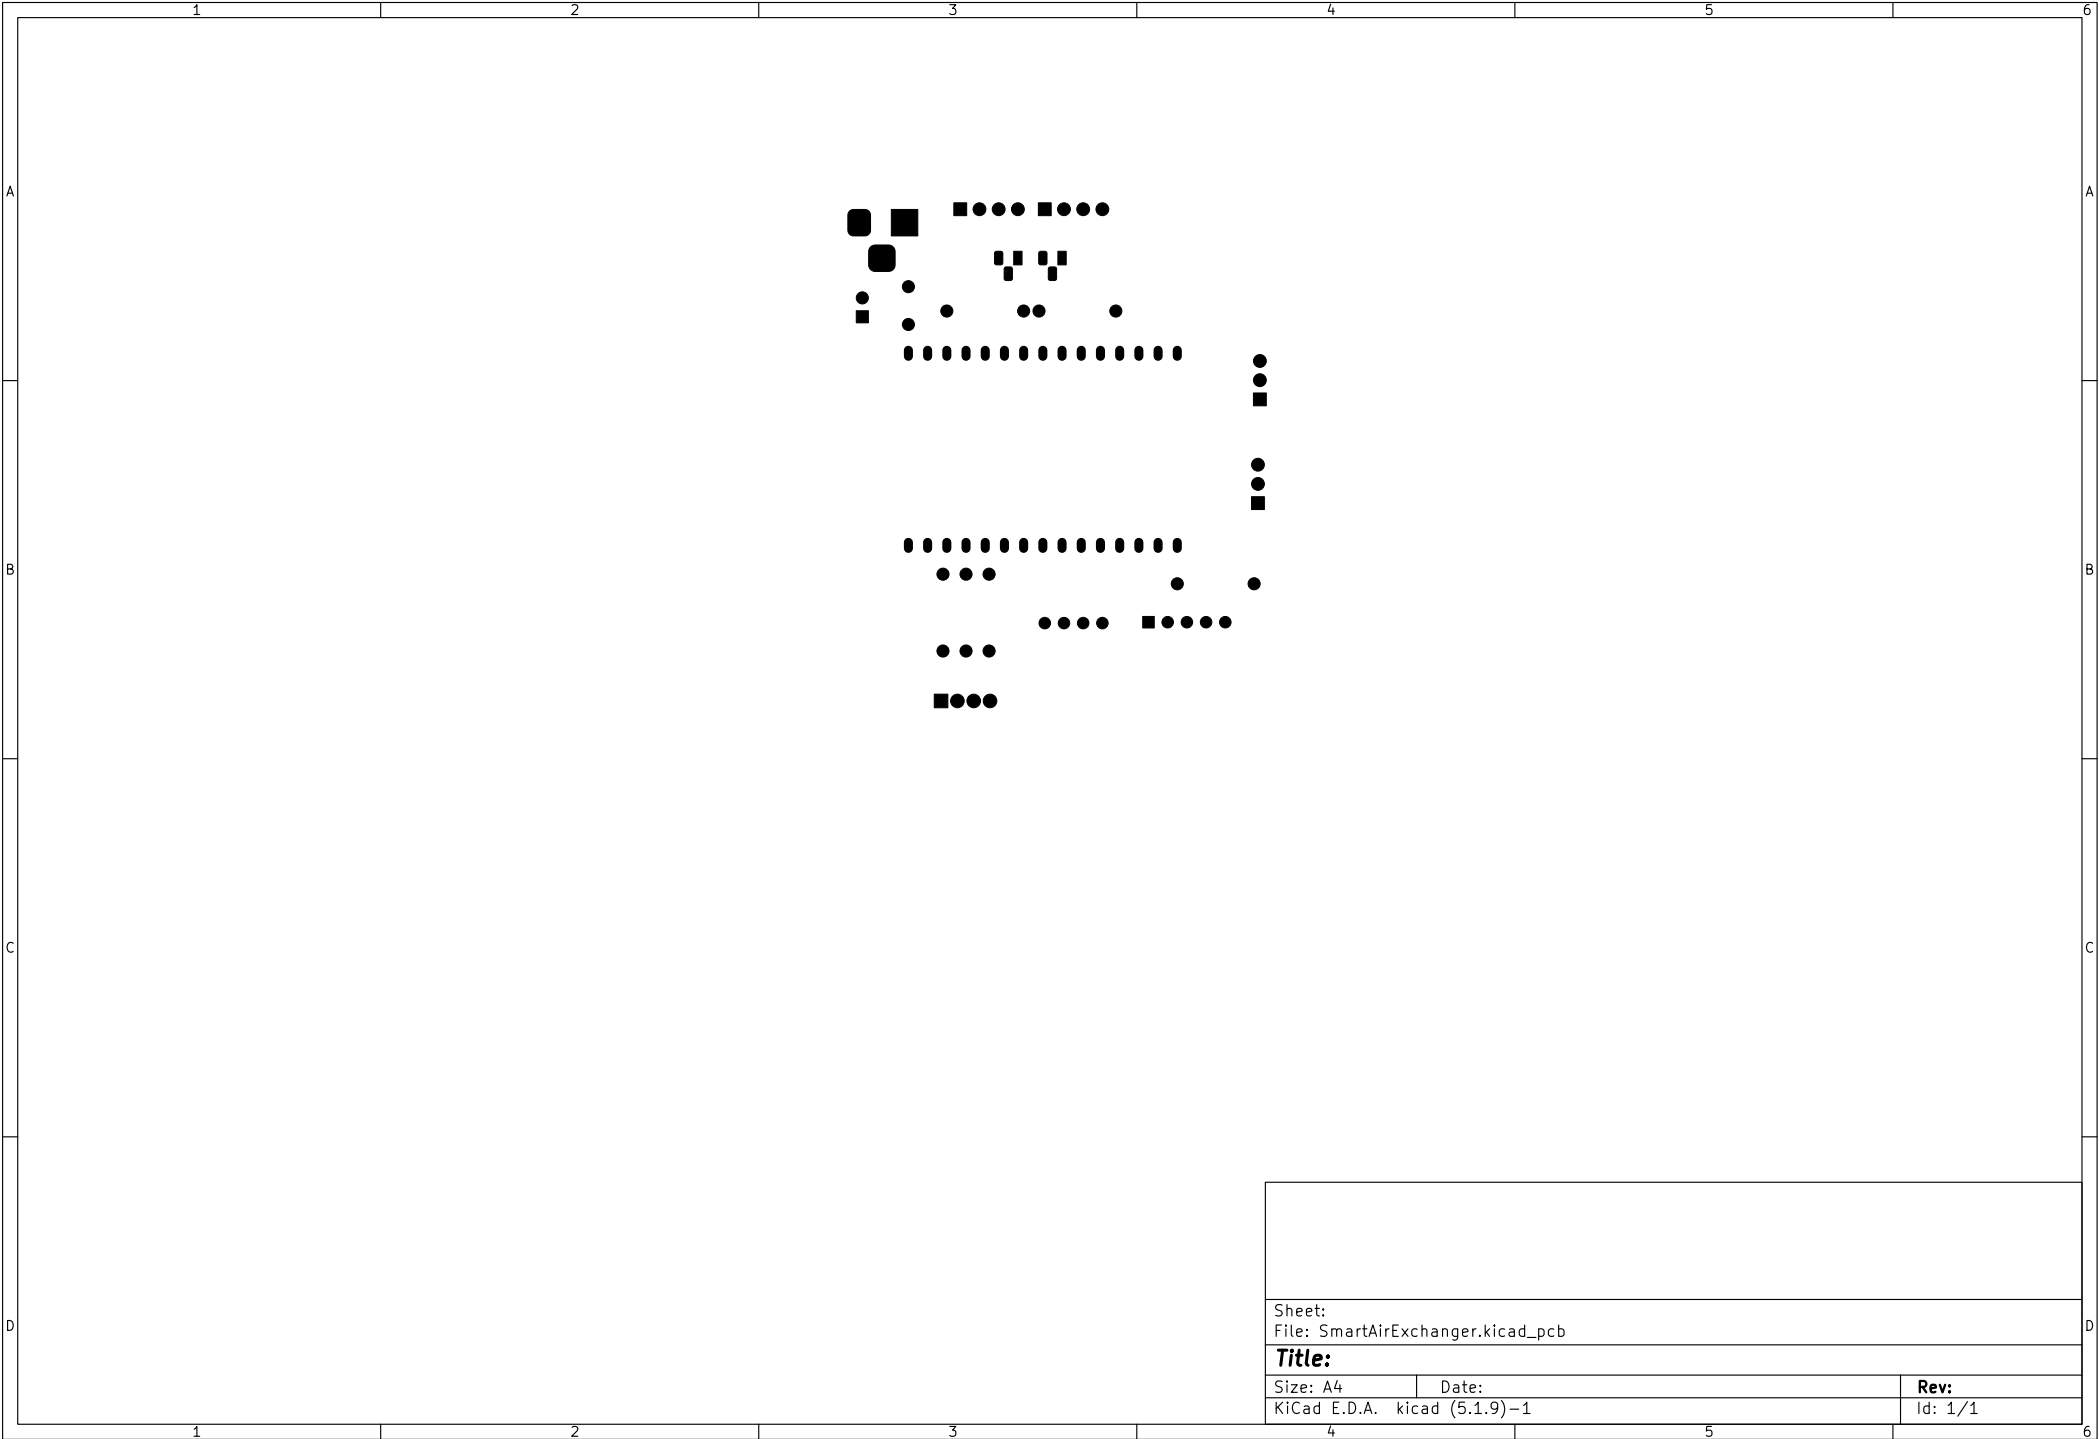 1 2 3 4 5 6
A A
B B
C C
D D
Sheet:
File: SmartAirExchanger.kicad_pcb
Title:
Size: A4 Date: Rev:
KiCad E.D.A. kicad (5.1.9)-1 Id: 1/1
1 2 3 4 5 6